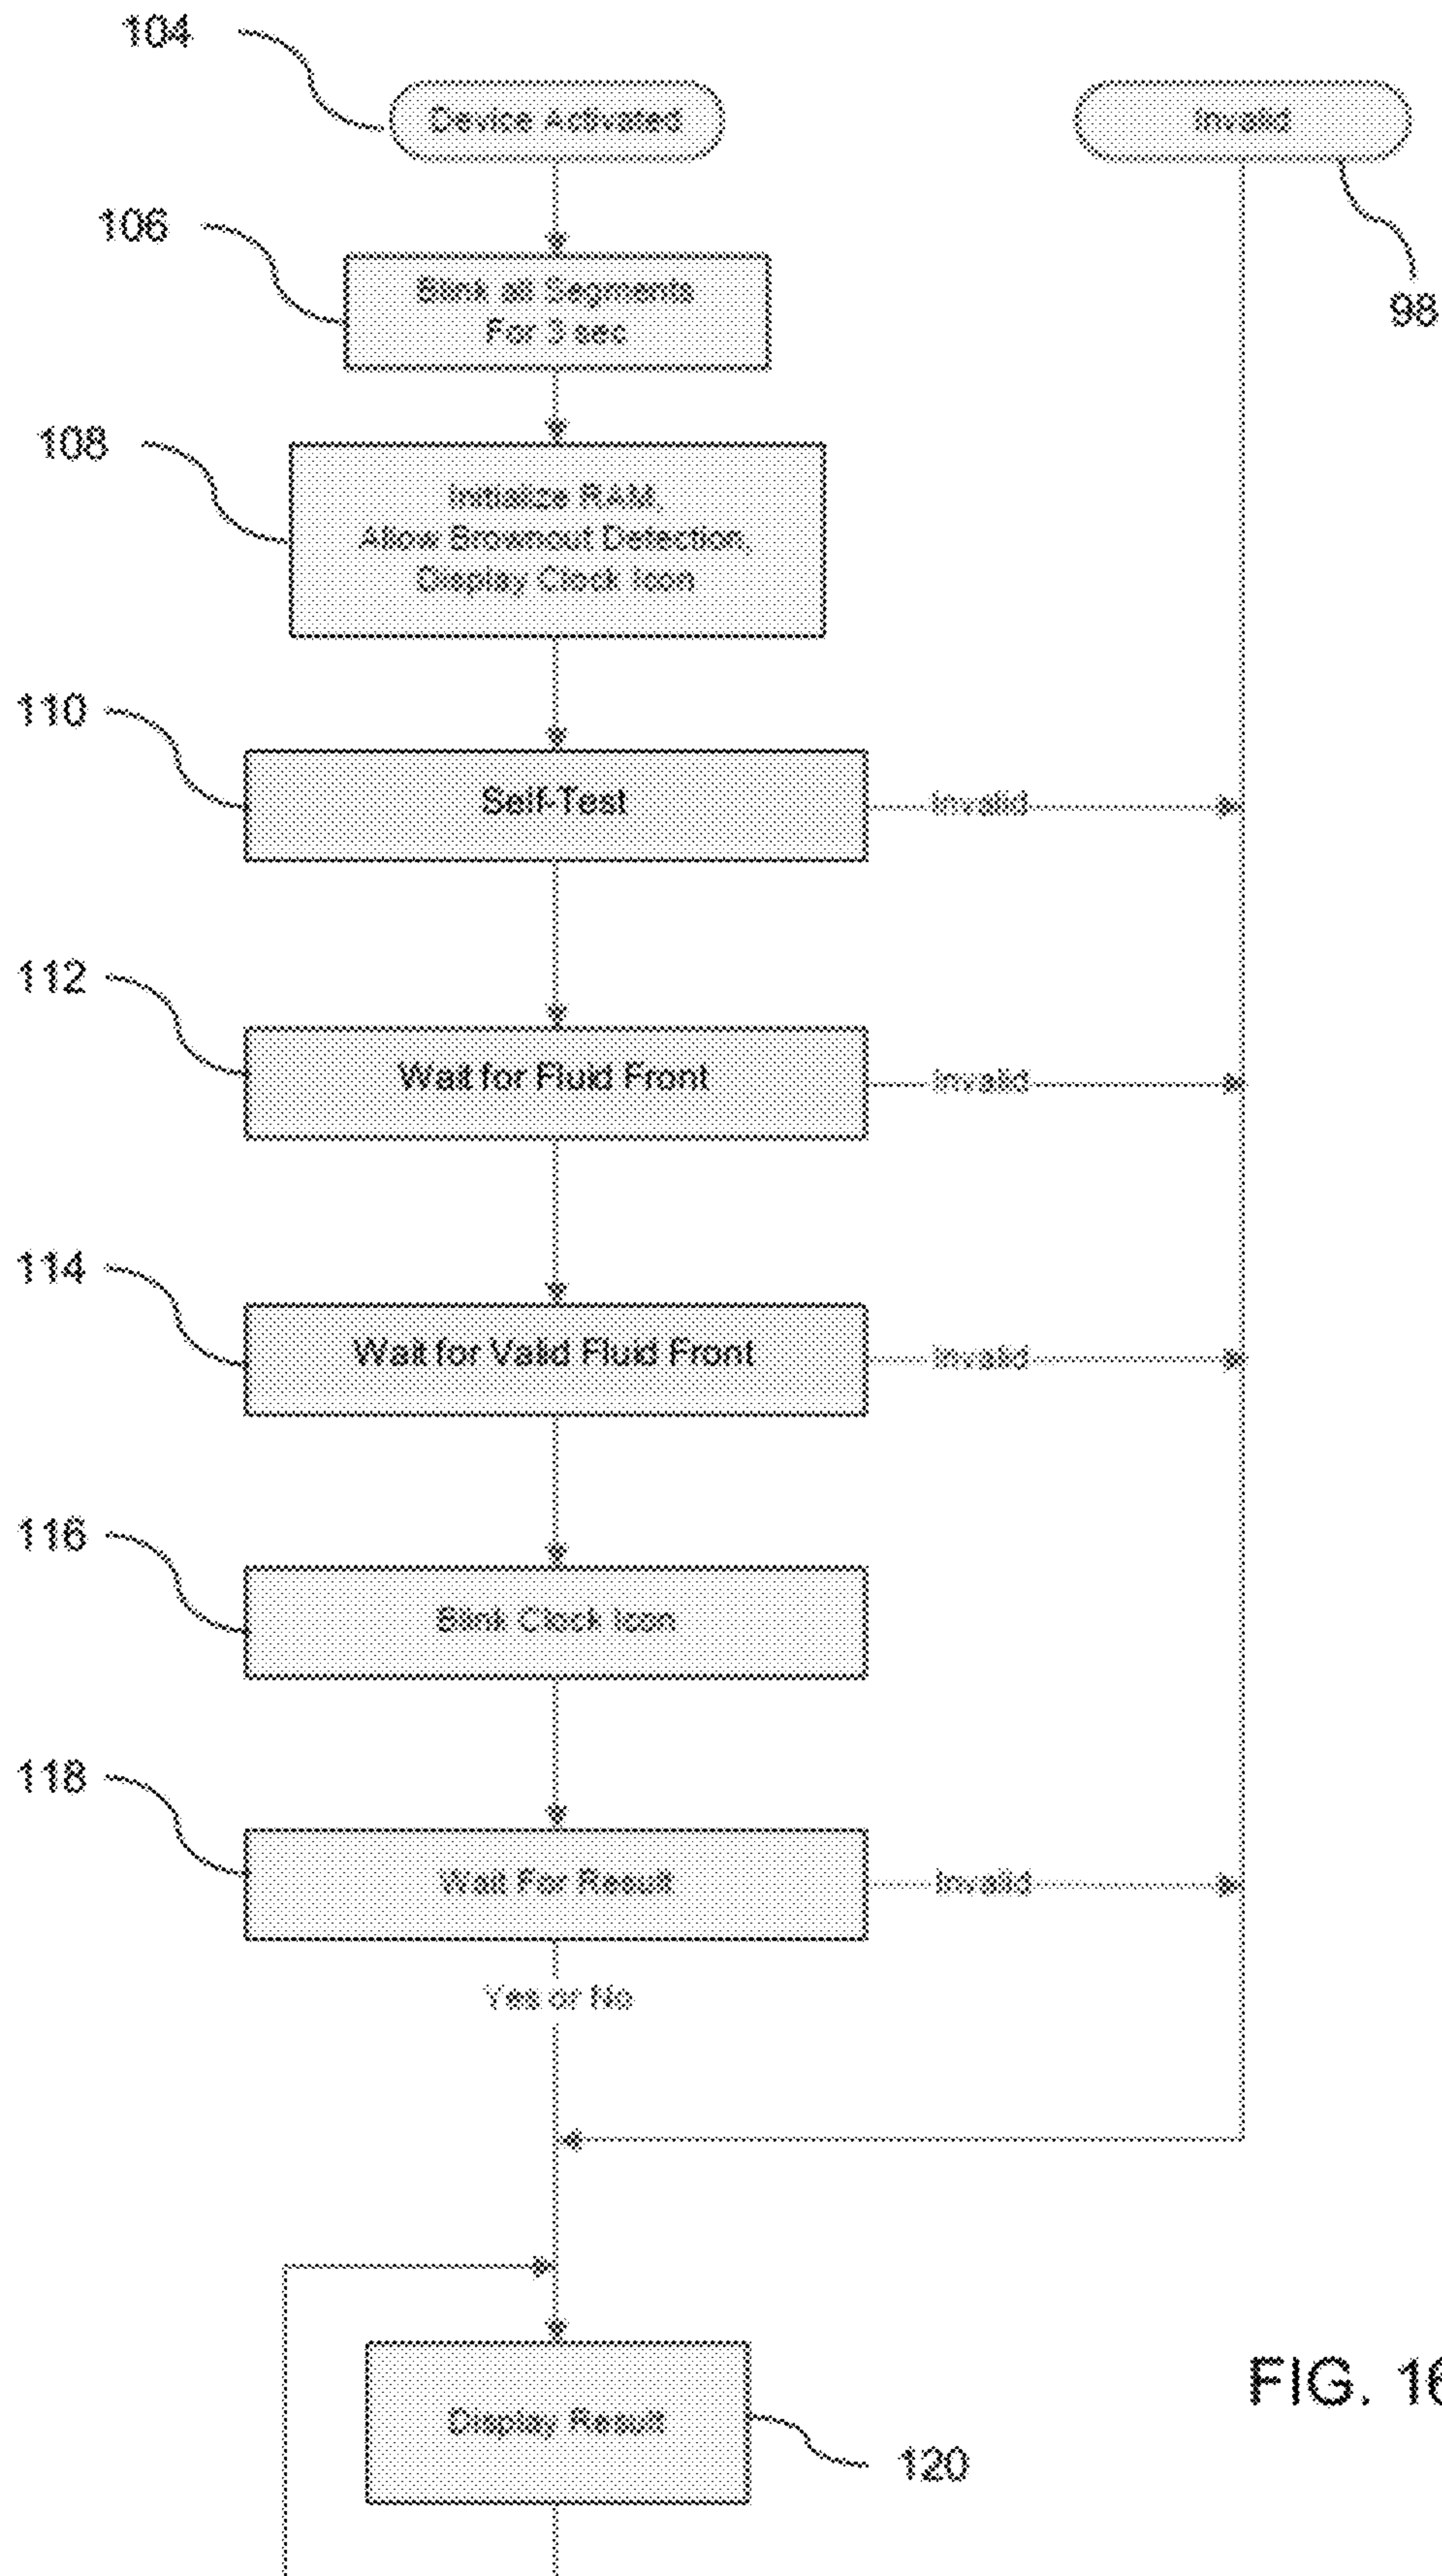 104
Device Activated
Invalid
106
Blink all Segments
For 3 sec
98
108
Initialize RAM,
Allow Brownout Detection,
Display Clock Icon
110
Self-Test
Invalid
112
Wait for Fluid Front
Invalid
114
Wait for Valid Fluid Front
Invalid
116
Blink Clock Icon
118
Wait For Result
Invalid
Yes or No
FIG. 16
Display Result
120